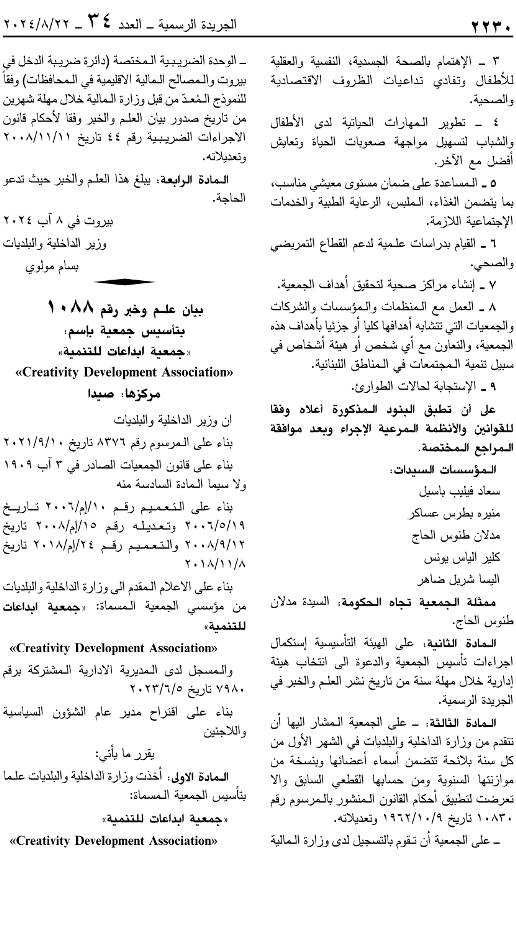 ٢٢٣٠
الجريدة الرسمية ــ العدد ٣٤ ــ ٢٠٢٤/٨/٢٢
٣ ــ الإهتمام بالصحة الجسدية، النفسية والعقلية
للأطفال وتفادي تداعيات الظروف الاقتصادية
والصحية.
٤ ــ تطوير المهارات الحياتية لدى الأطفال
والشباب لتسهيل مواجهة صعوبات الحياة وتعايش
أفضل مع الآخر.
٥ ــ المساعدة على ضمان مستوى معيشي مناسب،
بما يتضمن الغذاء، الملبس، الرعاية الطبية والخدمات
الإجتماعية اللازمة.
٦ ــ القيام بدراسات علمية لدعم القطاع التمريضي
والصحي.
٧ ــ إنشاء مراكز صحية لتحقيق أهداف الجمعية.
٨ ــ العمل مع المنظمات والمؤسسات والشركات
والجمعيات التي تتشابه أهدافها كليا أو جزئيا بأهداف هذه
الجمعية، والتعاون مع أي شخص أو هيئة أشخاص في
سبيل تنمية المجتمعات في المناطق اللبنانية.
٩ ــ الإستجابة لحالات الطوارئ.
على أن تطبق البنود المذكورة أعلاه وفقا
للقوانين والأنظمة المرعية الإجراء وبعد موافقة
المراجع المختصة.
المؤسسات السيدات:
سعاد فيليب باسيل
منيره بطرس عساكر
مدلان طنوس الحاج
كلير الياس يونس
اليسا شربل ضاهر
ممثلة الجمعية تجاه الحكومة: السيدة مدلان
طنوس الحاج.
المادة الثانية: على الهيئة التأسيسية إستكمال
اجراءات تأسيس الجمعية والدعوة الى انتخاب هيئة
إدارية خلال مهلة سنة من تاريخ نشر العلم والخبر في
الجريدة الرسمية.
المادة الثالثة: ــ على الجمعية المشار اليها أن
تتقدم من وزارة الداخلية والبلديات في الشهر الأول من
كل سنة بلائحة تتضمن أسماء أعضائها وبنسخة من
موازنتها السنوية ومن حسابها القطعي السابق والا
تعرضت لتطبيق أحكام القانون المنشور بالمرسوم رقم
١٠٨٣٠ تاريخ ١٩٦٢/١٠/٩ وتعديلاته.
ــ على الجمعية أن تقوم بالتسجيل لدى وزارة المالية
ــ الوحدة الضريبية المختصة (دائرة ضريبة الدخل في
بيروت والمصالح المالية الاقليمية في المحافظات) وفقاً
للنموذج المُعدّ من قبل وزارة المالية خلال مهلة شهرين
من تاريخ صدور بيان العلم والخبر وفقا لأحكام قانون
الاجراءات الضريبية رقم ٤٤ تاريخ ٢٠٠٨/١١/١١
وتعديلاته.
المادة الرابعة: يبلغ هذا العلم والخبر حيث تدعو
الحاجة.
بيروت في ٨ آب ٢٠٢٤
وزير الداخلية والبلديات
بسام مولوي
بيان علم وخبر رقم ١٠٨٨
بتأسيس جمعية بإسم:
«جمعية ابداعات للتنمية»
«Creativity Development Association»
مركزها: صيدا
ان وزير الداخلية والبلديات
بناء على المرسوم رقم ٨٣٧٦ تاريخ ٢٠٢١/٩/١٠
بناء على قانون الجمعيات الصادر في ٣ آب ١٩٠٩
ولا سيما المادة السادسة منه
بناء على التعميم رقم ١٠/إم/٢٠٠٦ تاريخ
٢٠٠٦/٥/١٩ وتعديله رقم ١٥/إم/٢٠٠٨ تاريخ
٢٠٠٨/٩/١٢ والتعميم رقم ٢٤/إم/٢٠١٨ تاريخ
٢٠١٨/١١/٨
بناء على الاعلام المقدم الى وزارة الداخلية والبلديات
من مؤسسي الجمعية المسماة: «جمعية ابداعات
للتنمية»
«Creativity Development Association»
والمسجل لدى المديرية الادارية المشتركة برقم
٧٩٨٠ تاريخ ٢٠٢٣/٦/٥
بناء على اقتراح مدير عام الشؤون السياسية
واللاجئين
يقرر ما يأتي:
المادة الاولى: أخذت وزارة الداخلية والبلديات علما
بتأسيس الجمعية المسماة:
«جمعية ابداعات للتنمية»
«Creativity Development Association»